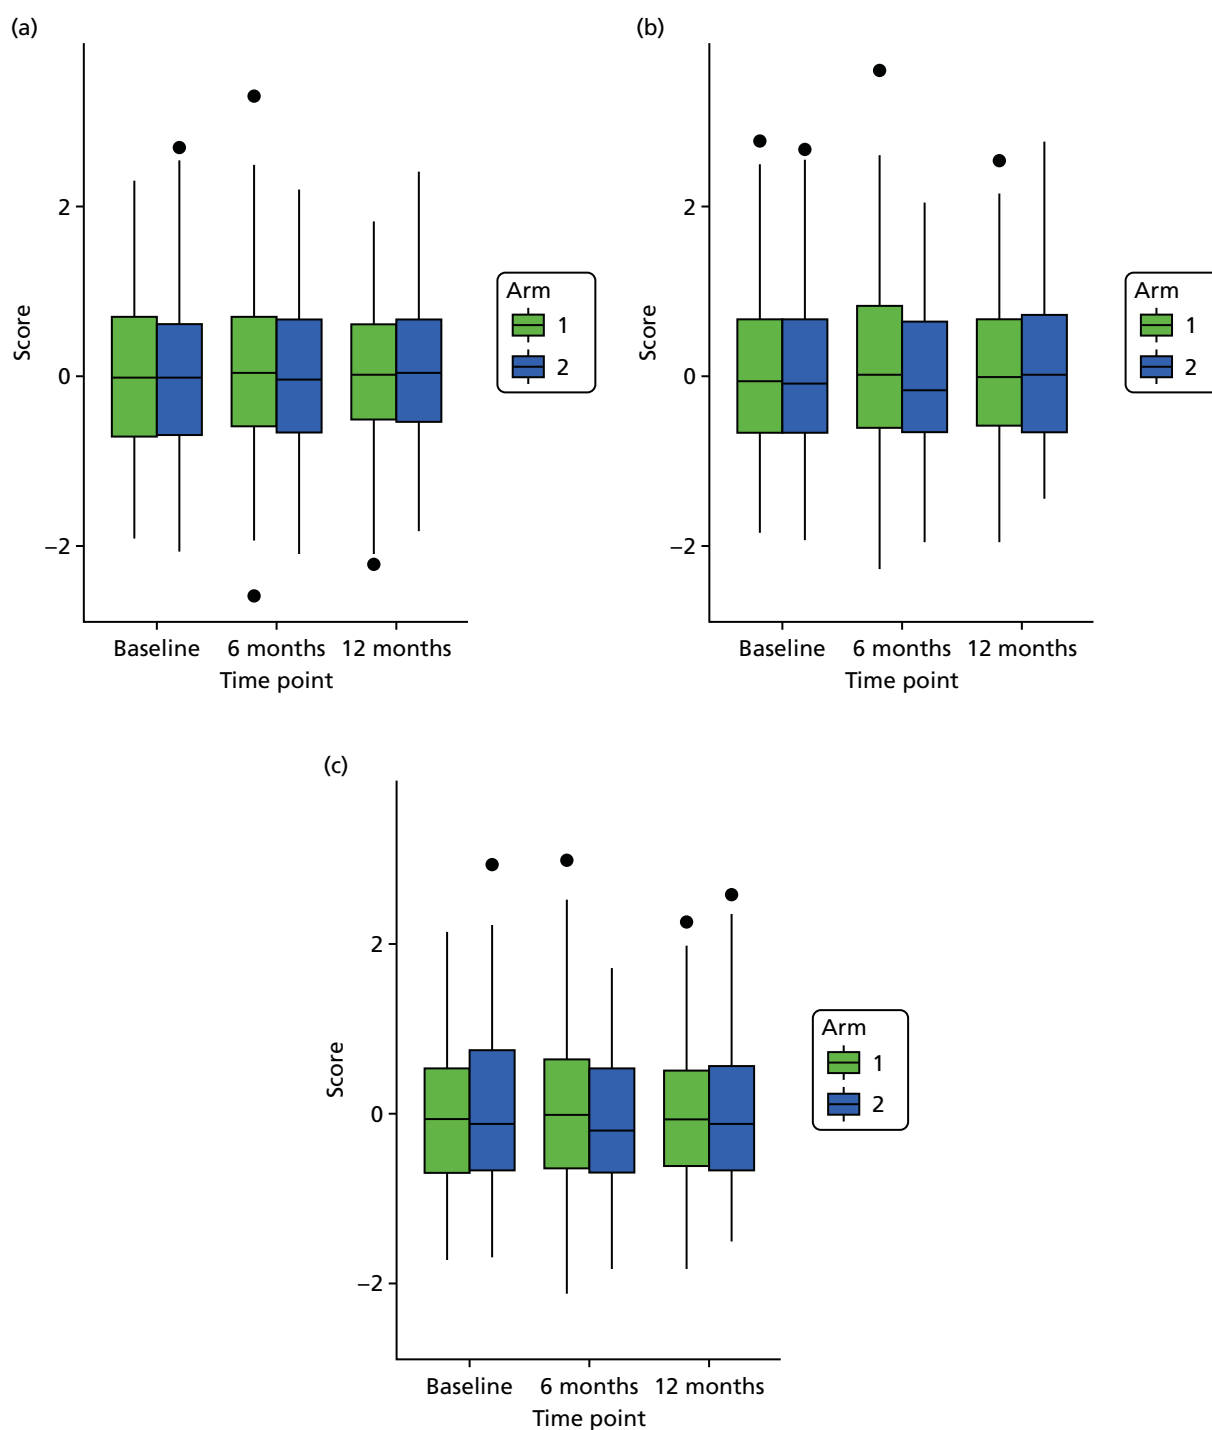 (a)
2
0
−2
Score
Baseline
6 months
12 months
Time point
Arm
1
2
(b)
2
0
−2
Score
Baseline
6 months
12 months
Time point
Arm
1
2
(c)
2
0
−2
Score
Baseline
6 months
12 months
Time point
Arm
1
2